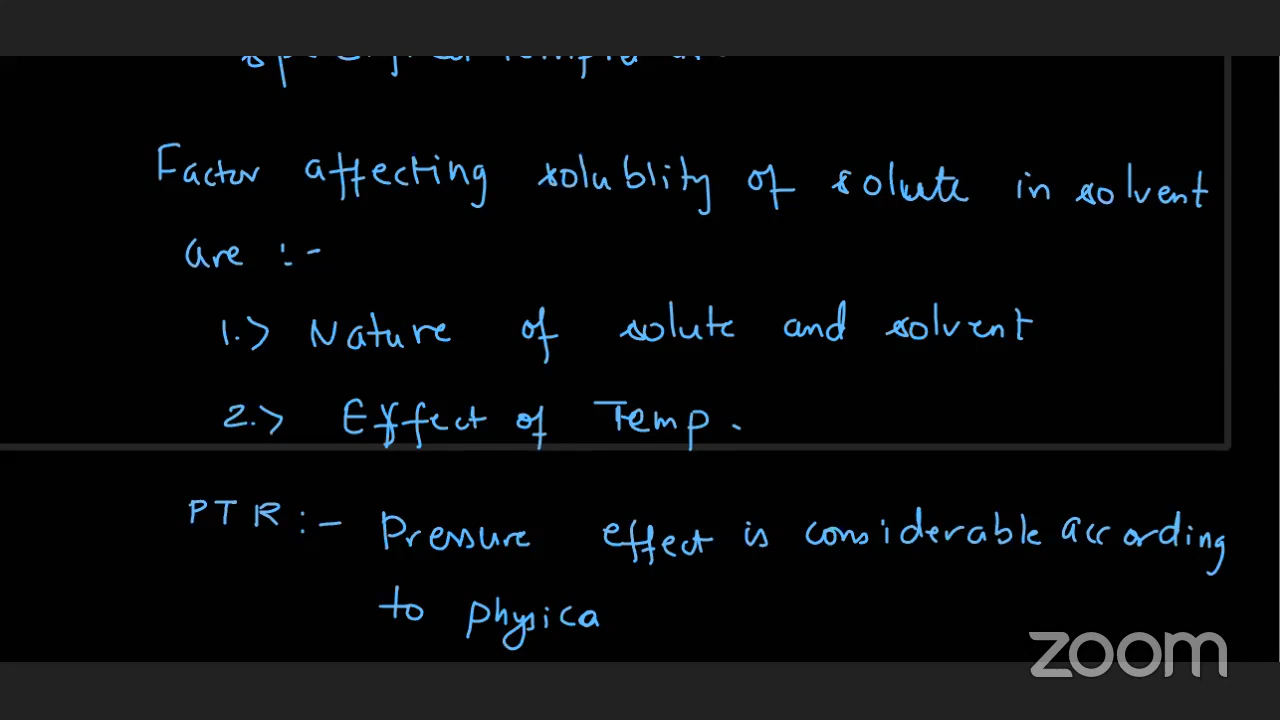 Factor affecting solublity of solute in solvent
are :-
1.> Nature of solute and solvent
2.> Effect of Temp.
PTR :- Pressure effect is considerable according
to physica
zoom